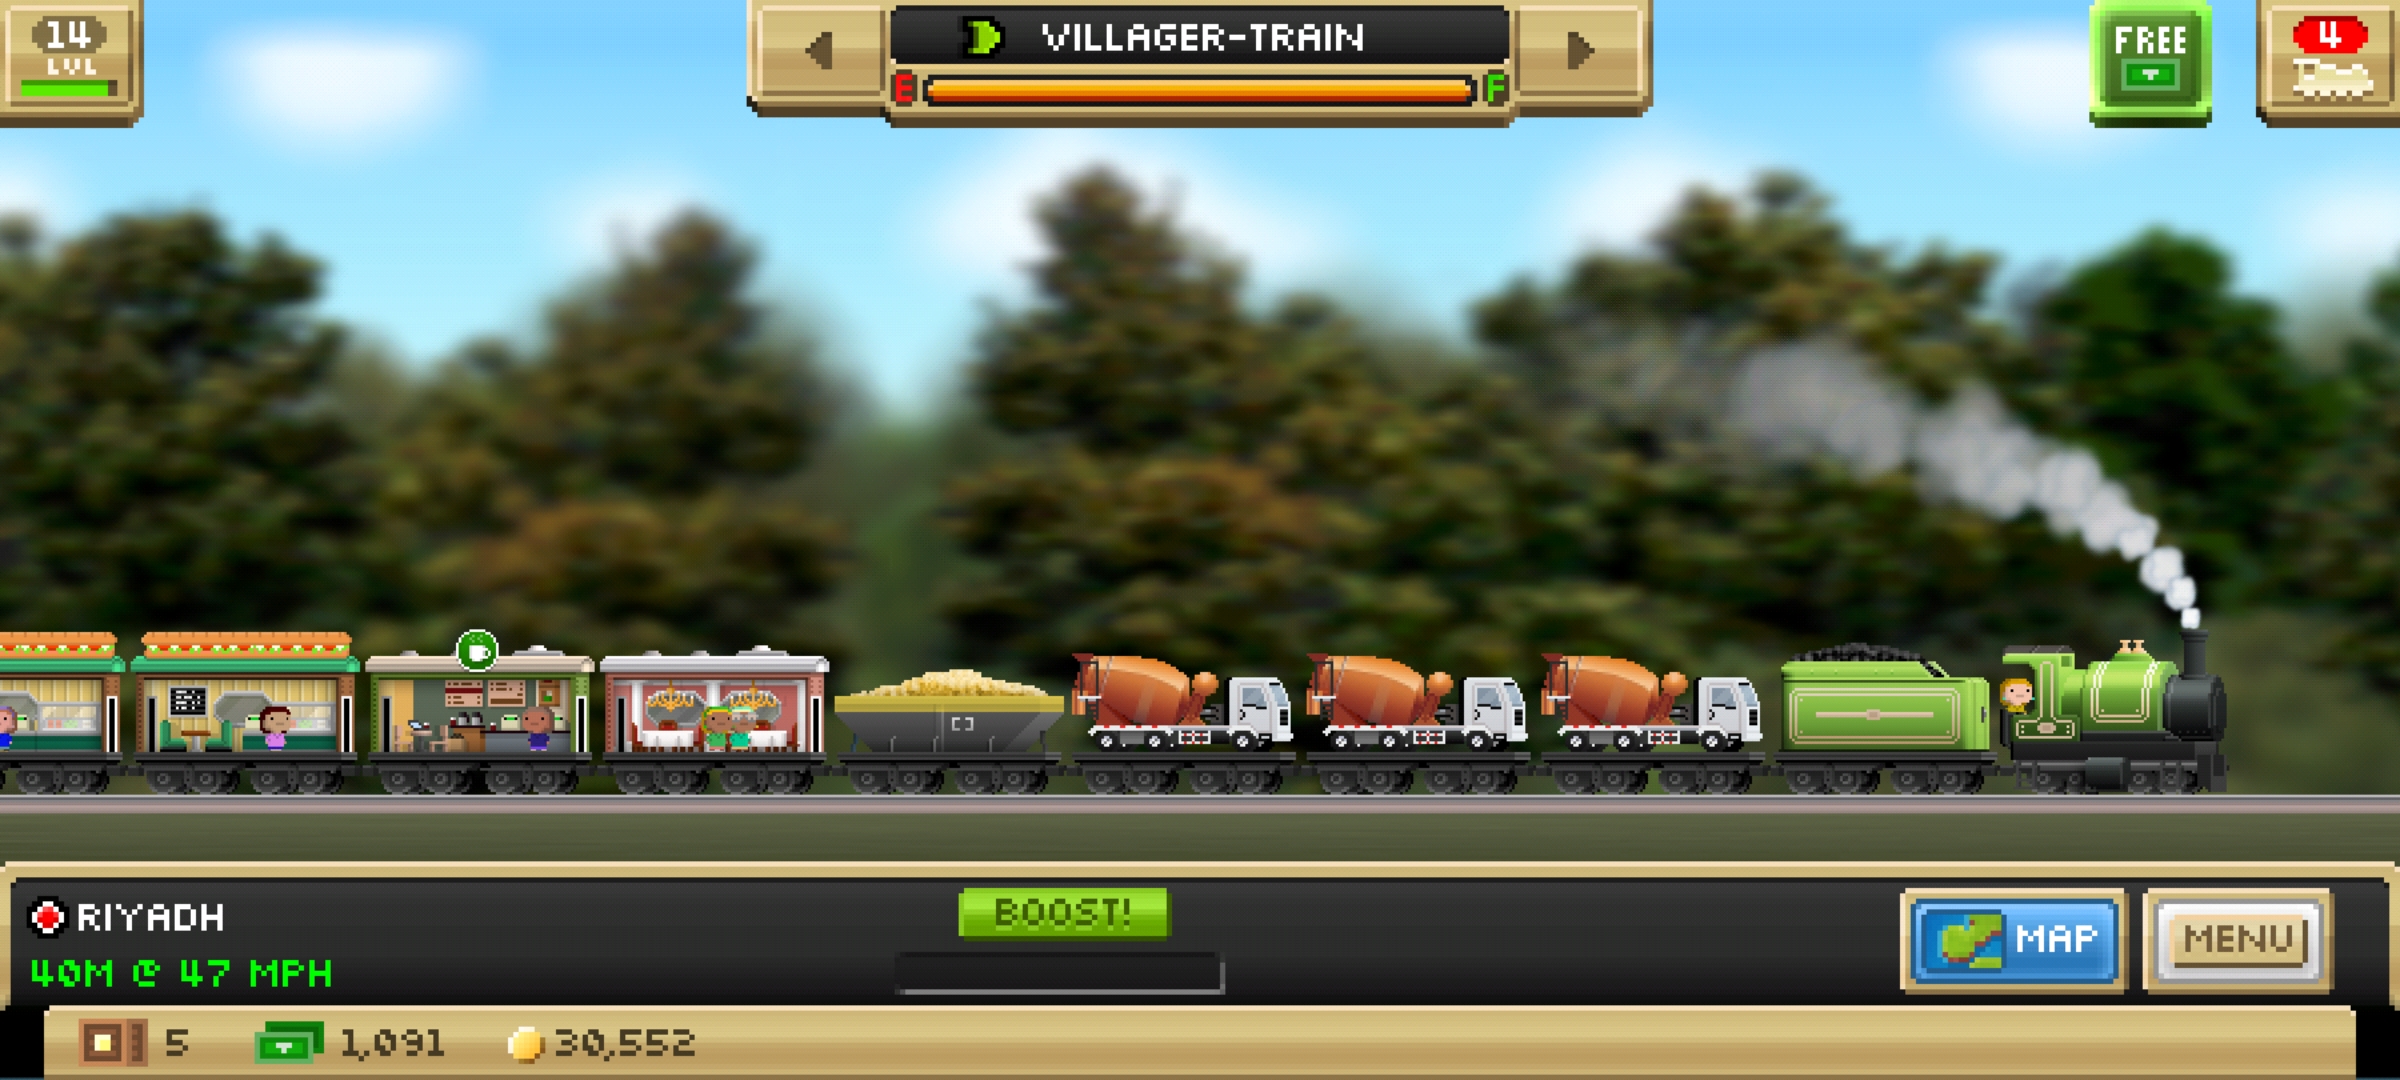 14
LVL
VILLAGER-TRAIN
E F
FREE
4
RIYADH
40M @ 47 MPH
BOOST!
MAP
MENU
5
1,091
30,552